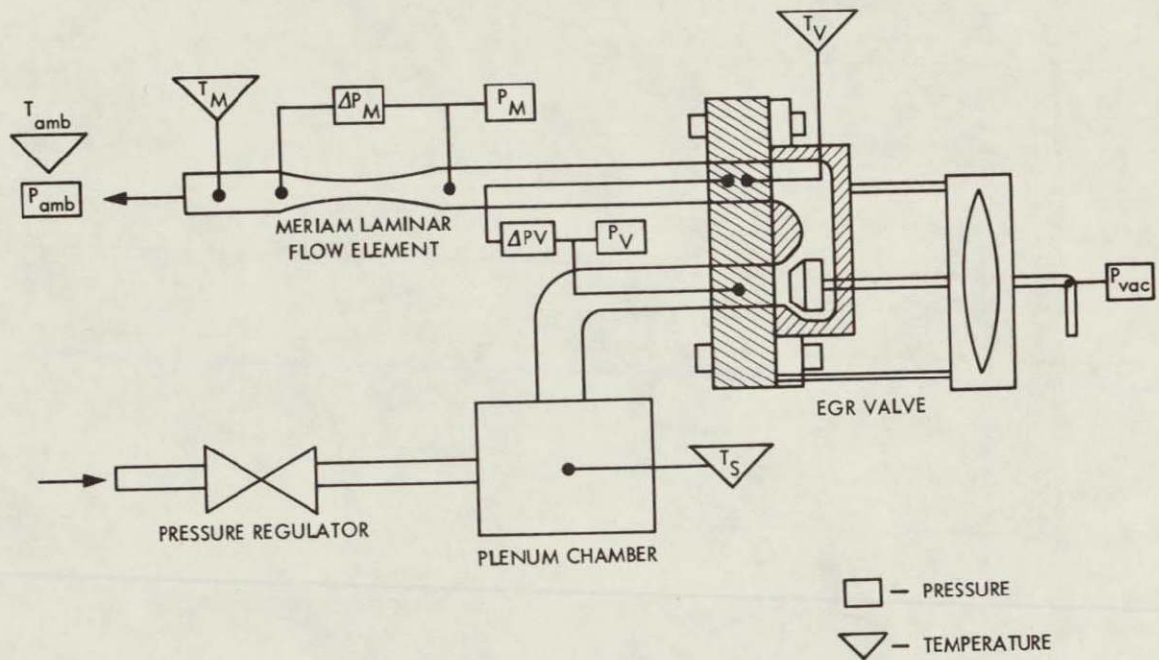 T_V
T_M
ΔP_M
P_M
T_amb
P_amb
MERIAM LAMINAR
FLOW ELEMENT
ΔPV
P_V
P_vac
EGR VALVE
T_S
PRESSURE REGULATOR
PLENUM CHAMBER
– PRESSURE
– TEMPERATURE